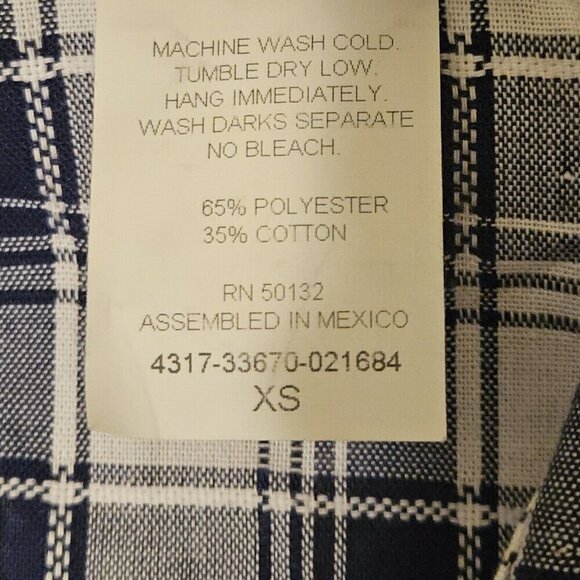 MACHINE WASH COLD.
TUMBLE DRY LOW.
HANG IMMEDIATELY.
WASH DARKS SEPARATE
NO BLEACH.
65% POLYESTER
35% COTTON
RN 50132
ASSEMBLED IN MEXICO
4317-33670-021684
XS